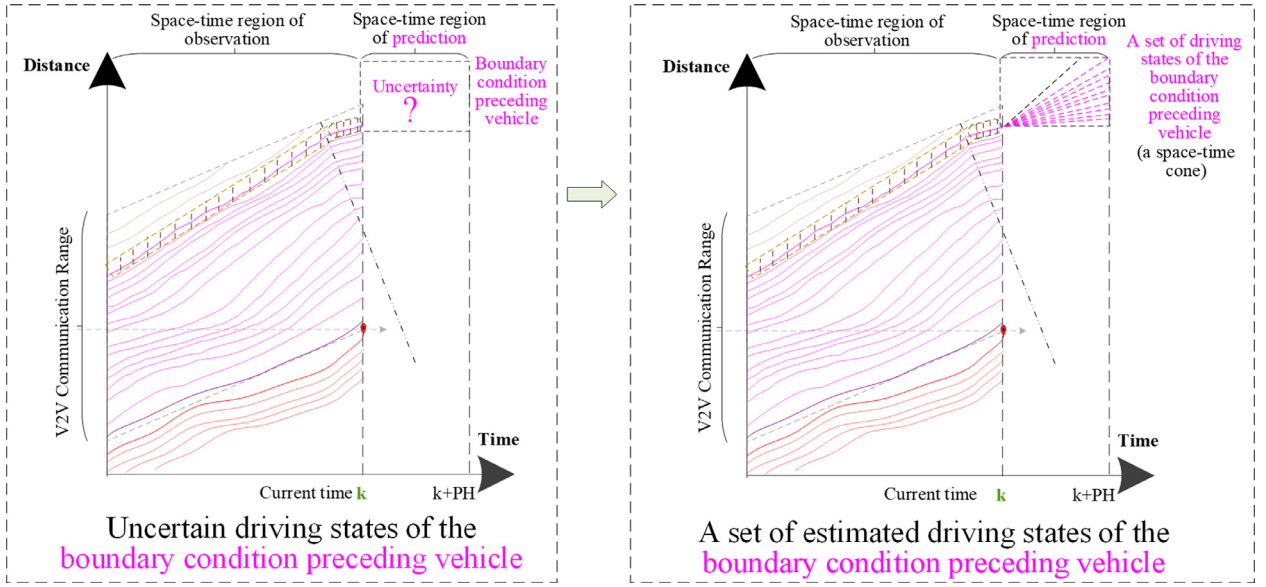 Space-time region of
observation
Space-time region
of prediction
Distance
Uncertainty
?
Boundary
condition
preceding
vehicle
V2V Communication Range
Time
Current time k
k+PH
Uncertain driving states of the
boundary condition preceding vehicle
Space-time region of
observation
Space-time region
of prediction
Distance
A set of driving
states of the
boundary
condition
preceding
vehicle
(a space-time
cone)
V2V Communication Range
Time
Current time k
k+PH
A set of estimated driving states of the
boundary condition preceding vehicle